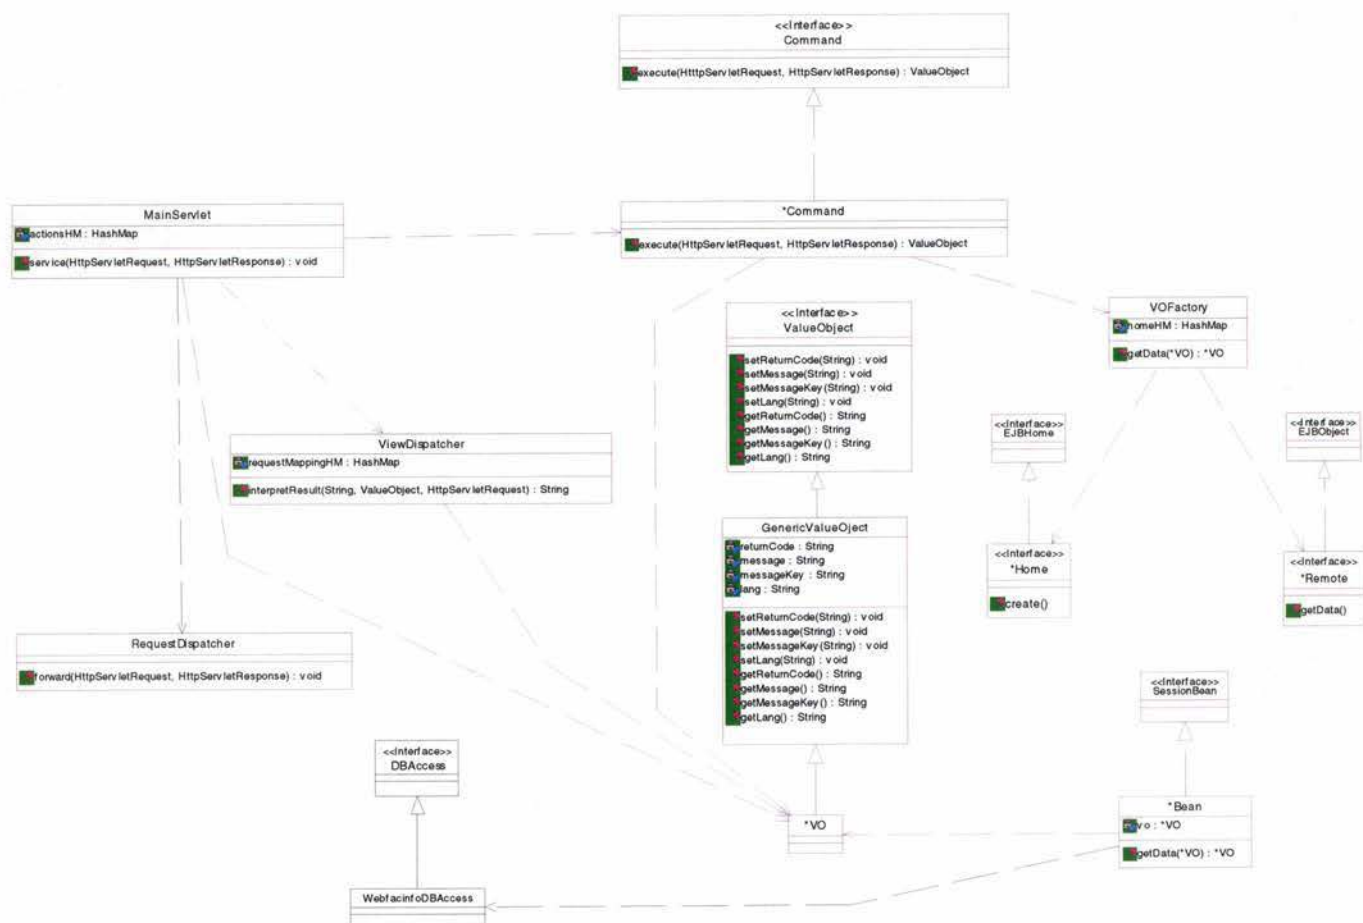 <<Interface>>
Command
execute(HtttpServletRequest, HttpServletResponse) : ValueObject
MainServlet
actionsHM : HashMap
service(HttpServletRequest, HttpServletResponse) : void
*Command
execute(HttpServletRequest, HttpServletResponse) : ValueObject
<<Interface>>
ValueObject
setReturnCode(String) : void
setMessage(String) : void
setMessageKey(String) : void
setLang(String) : void
getReturnCode() : String
getMessage() : String
getMessageKey() : String
getLang() : String
VOFactory
homeHM : HashMap
getData(*VO) : *VO
ViewDispatcher
requestMappingHM : HashMap
interpretResult(String, ValueObject, HttpServletRequest) : String
<<Interface>>
EJBHome
<<Interface>>
EJBObject
GenericValueOject
returnCode : String
message : String
messageKey : String
lang : String
setReturnCode(String) : void
setMessage(String) : void
setMessageKey(String) : void
setLang(String) : void
getReturnCode() : String
getMessage() : String
getMessageKey() : String
getLang() : String
<<Interface>>
*Home
create()
<<Interface>>
*Remote
getData()
RequestDispatcher
forward(HttpServletRequest, HttpServletResponse) : void
<<Interface>>
SessionBean
<<Interface>>
DBAccess
*VO
*Bean
vo : *VO
getData(*VO) : *VO
WebfacinfoDBAccess